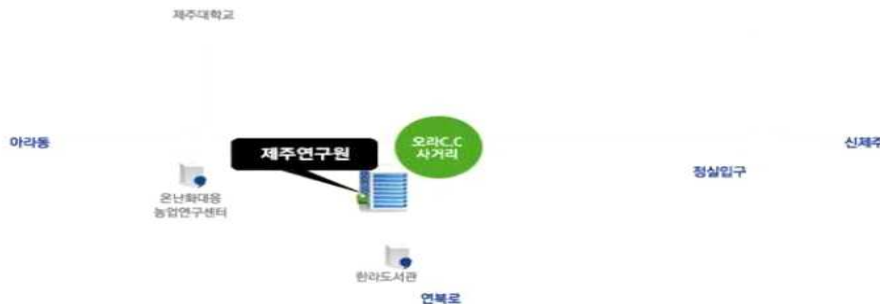 제주대학교
아라동
제주연구원
오라C.C
사거리
신제주
정실입구
온난화대응
농업연구센터
한라도서관
연북로